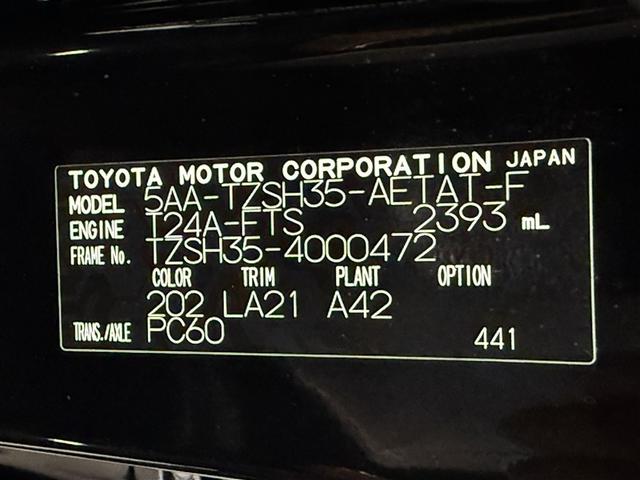 TOYOTA MOTOR CORPORATION JAPAN
MODEL 5AA-TZSH35-AETAT-F
ENGINE T24A-FTS 2393 mL
FRAME No. TZSH35-4000472
COLOR TRIM PLANT OPTION
202 LA21 A42
TRANS./AXLE PC60 441